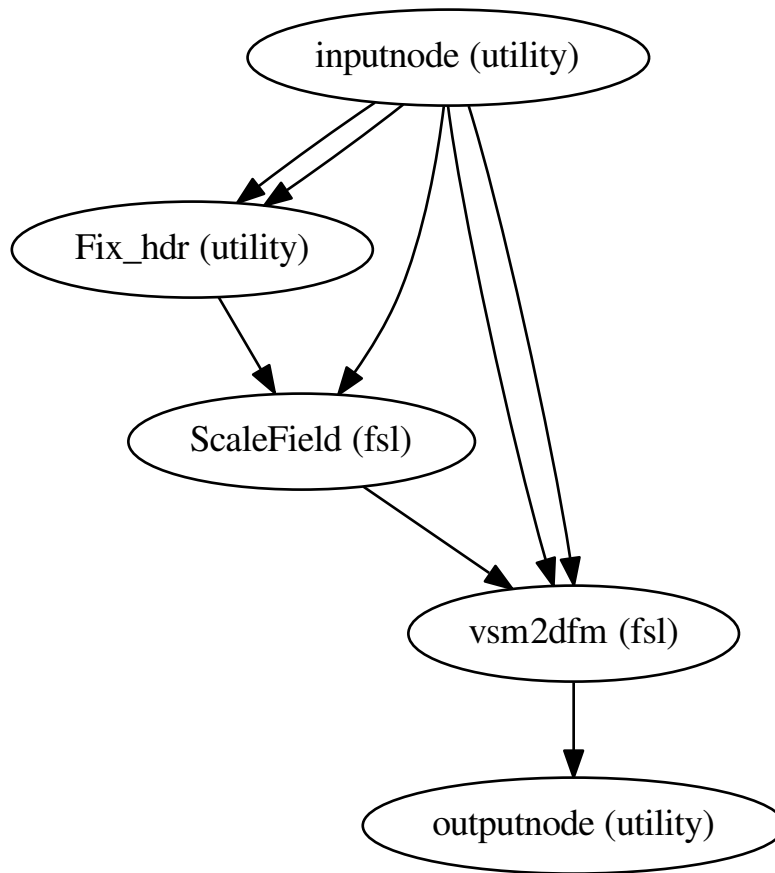 inputnode (utility)
Fix_hdr (utility)
ScaleField (fsl)
vsm2dfm (fsl)
outputnode (utility)